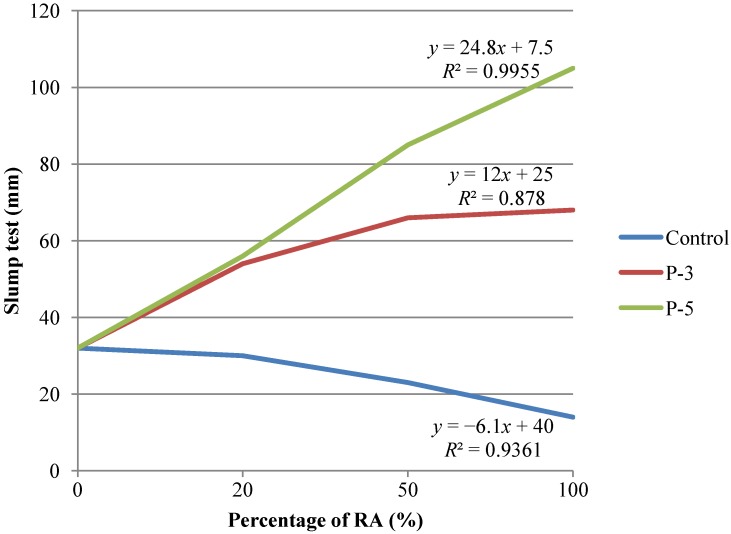 120
y = 24.8x + 7.5
R² = 0.9955
100
80
y = 12x + 25
R² = 0.878
60
40
20
y = −6.1x + 40
R² = 0.9361
0
0 20 50 100
Slump test (mm)
Percentage of RA (%)
Control
P-3
P-5